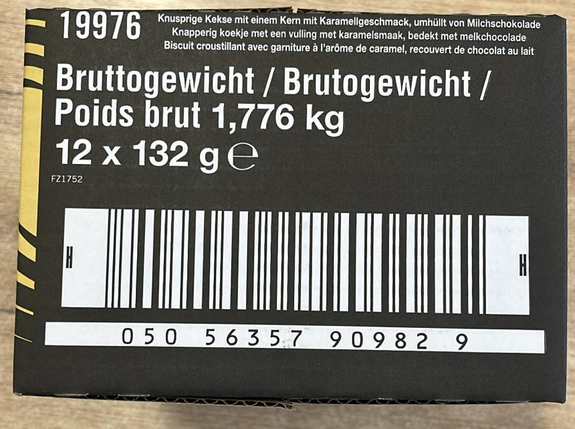 19976
Knusprige Kekse mit einem Kern mit Karamellgeschmack, umhüllt von Milchschokolade
Knapperig koekje met een vulling met karamelsmaak, bedekt met melkchocolade
Biscuit croustillant avec garniture à l'arôme de caramel, recouvert de chocolat au lait
Bruttogewicht / Brutogewicht /
Poids brut 1,776 kg
12 x 132 g ℮
FZ1752
H H
050 56357 90982 9